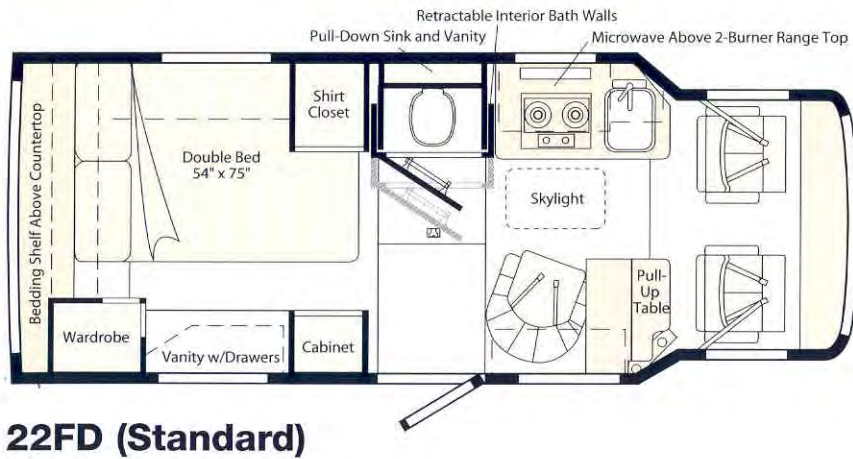 Retractable Interior Bath Walls
Pull-Down Sink and Vanity
Microwave Above 2-Burner Range Top
Bedding Shelf Above Countertop
Shirt
Closet
Double Bed
54" x 75"
Skylight
Pull-
Up
Table
Wardrobe
Vanity w/Drawers
Cabinet
22FD (Standard)